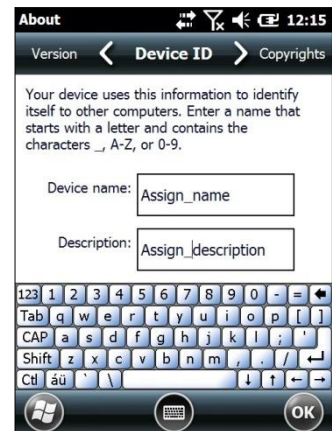 About 12:15
Version Device ID Copyrights
Your device uses this information to identify
itself to other computers. Enter a name that
starts with a letter and contains the
characters _, A-Z, or 0-9.
Device name: Assign_name
Description: Assign_description
123 1 2 3 4 5 6 7 8 9 0 - =
Tab q w e r t y u i o p [ ]
CAP a s d f g h j k l ; '
Shift z x c v b n m , . /
Ctl áü ` \
OK